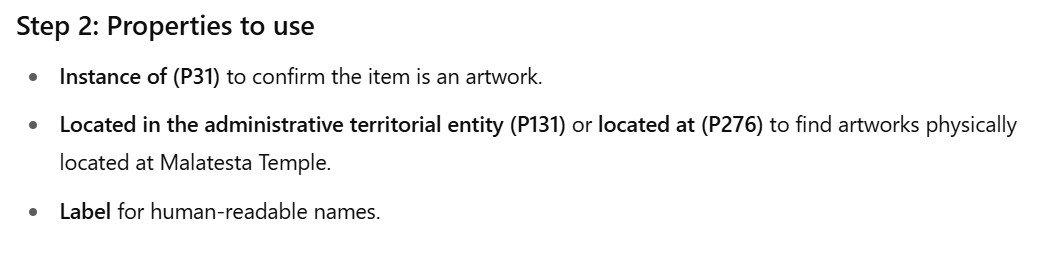 Step 2: Properties to use
Instance of (P31) to confirm the item is an artwork.
Located in the administrative territorial entity (P131) or located at (P276) to find artworks physically
located at Malatesta Temple.
Label for human-readable names.